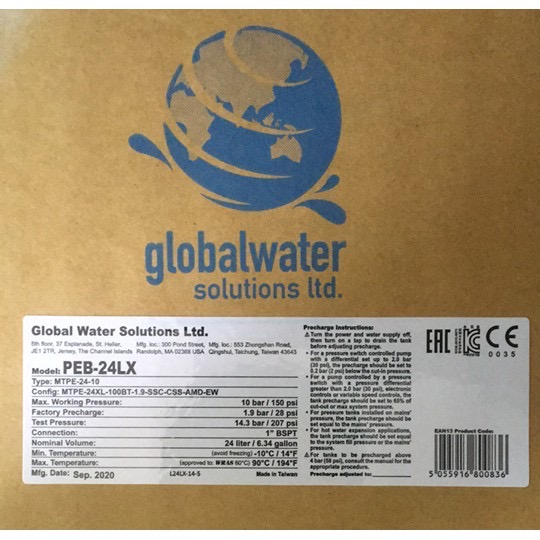 globalwater
solutions ltd.
Global Water Solutions Ltd.
6th floor, 37 Esplanade, St. Helier, Mfg. loc.: 300 Pond Street, Mfg. loc.: 553 Zhongshan Road,
JE1 2TR, Jersey, The Channel Islands Randolph, MA 02368 USA Qingshui, Taichung, Taiwan 43643
Model: PEB-24LX
Type: MTPE-24-10
Config: MTPE-24XL-100BT-1.9-SSC-CSS-AMD-EW
Max. Working Pressure: 10 bar / 150 psi
Factory Precharge: 1.9 bar / 28 psi
Test Pressure: 14.3 bar / 207 psi
Connection: 1" BSPT
Nominal Volume: 24 liter / 6.34 gallon
Min. Temperature: (avoid freezing) -10°C / 14°F
Max. Temperature: (approved to: WRAS 60°C) 90°C / 194°F
Mfg. Date: Sep. 2020 L24LX-14-5 Made in Taiwan
Precharge Instructions:
⚠Turn the power and water supply off,
then turn on a tap to drain the tank
before adjusting precharge.
• For a pressure switch controlled pump
with a differential set up to 2.0 bar
(30 psi), the precharge should be set to
0.2 bar (2 psi) below the cut-in pressure.
• For a pump controlled by a pressure
switch with a pressure differential
greater than 2.0 bar (30 psi), electronic
controls or variable speed controls, the
tank precharge should be set to 65% of
cut-out or max system pressure.
• For pressure tanks installed on mains'
pressure, the tank precharge should be
set equal to the mains' pressure.
• For hot water expansion applications,
the tank precharge should be set equal to
the system fill pressure or mains' water
pressure.
⚠For tanks to be precharged above
4 bar (58 psi), consult the manual for the
appropriate procedure.
Precharge adjusted to:
EAC CE
0035
EAN13 Product Code:
5 055916 800836